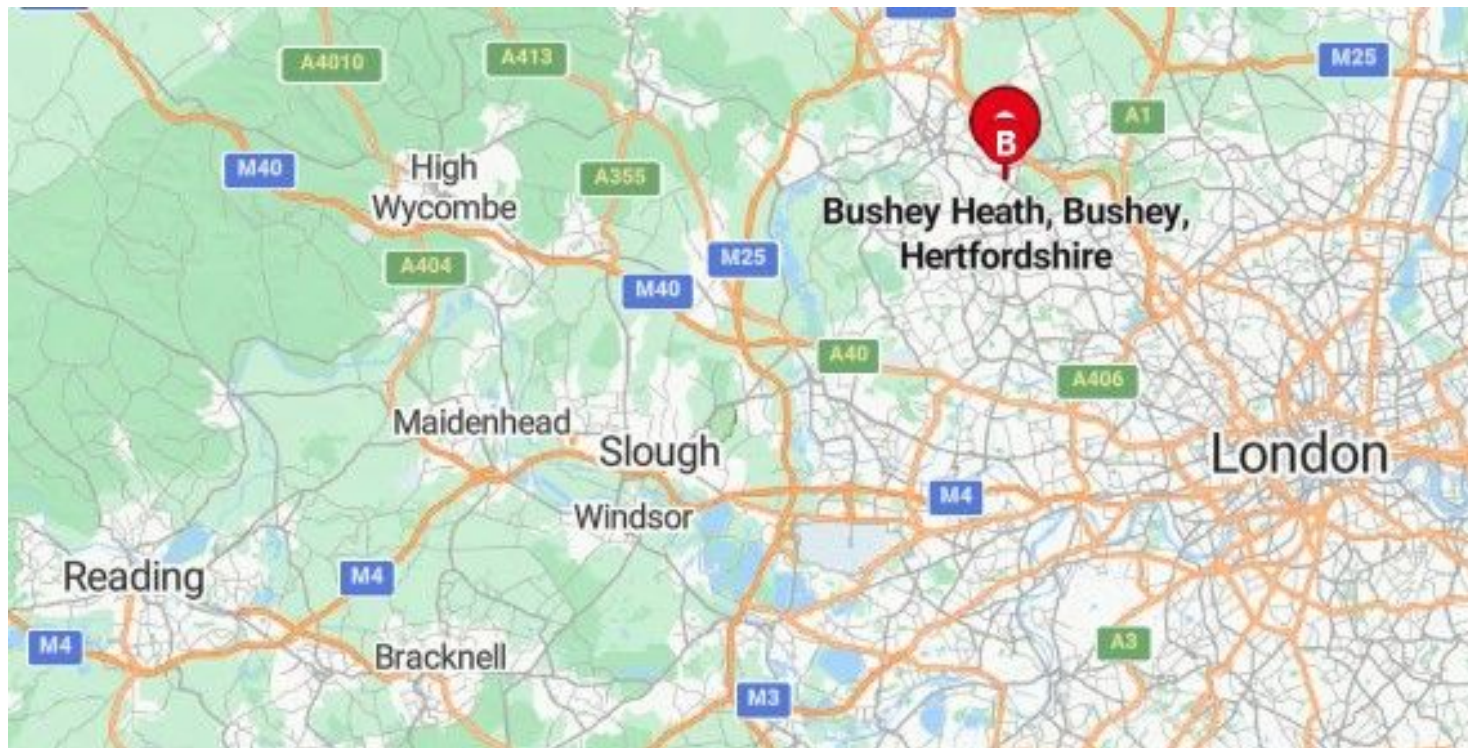 A4010
A413
M25
A1
B
M40
High
Wycombe
A355
Bushey Heath, Bushey,
Hertfordshire
A404
M25
M40
A40
A406
Maidenhead
Slough
London
M4
Windsor
Reading
M4
M4
Bracknell
A3
M3